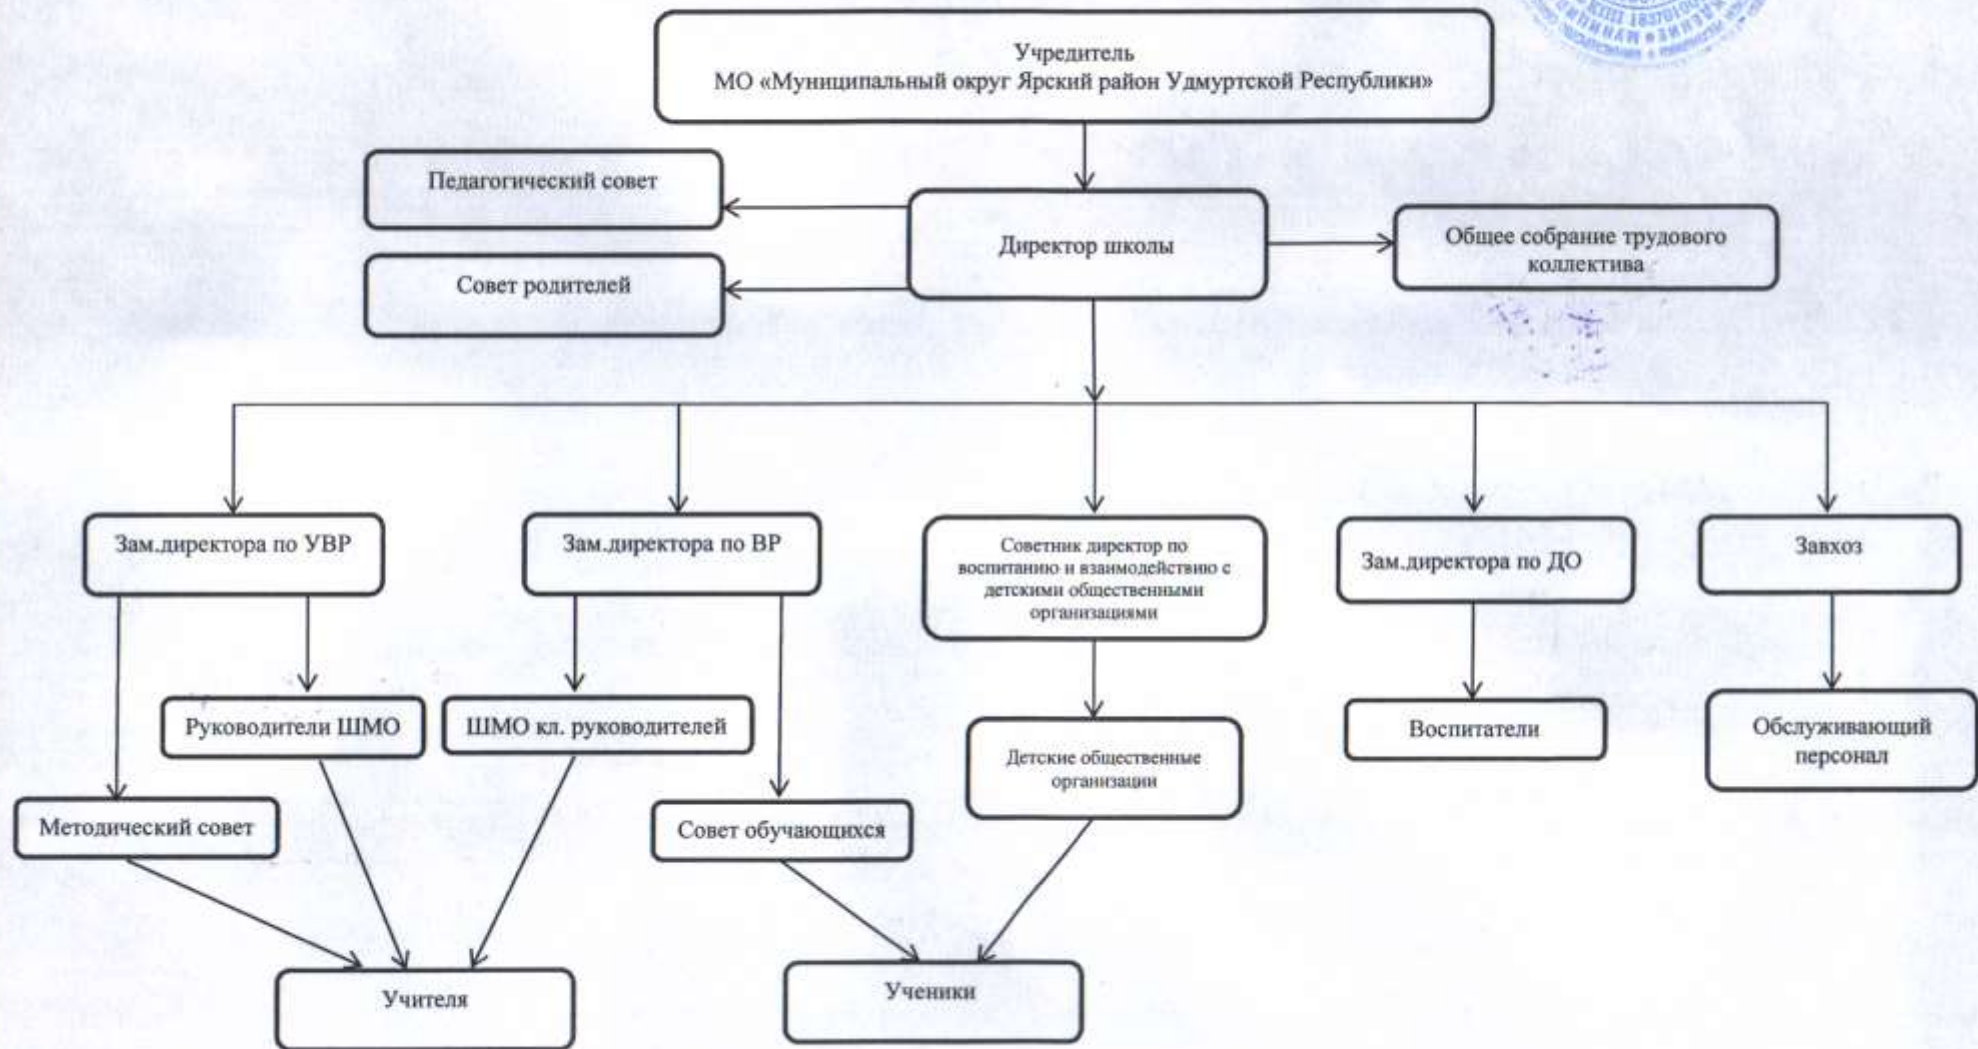 Учредитель
МО «Муниципальный округ Ярский район Удмуртской Республики»
Педагогический совет
Директор школы
Общее собрание трудового
коллектива
Совет родителей
Зам.директора по УВР
Зам.директора по ВР
Советник директор по
воспитанию и взаимодействию с
детскими общественными
организациями
Зам.директора по ДО
Завхоз
Руководители ШМО
ШМО кл. руководителей
Детские общественные
организации
Воспитатели
Обслуживающий
персонал
Методический совет
Совет обучающихся
Учителя
Ученики